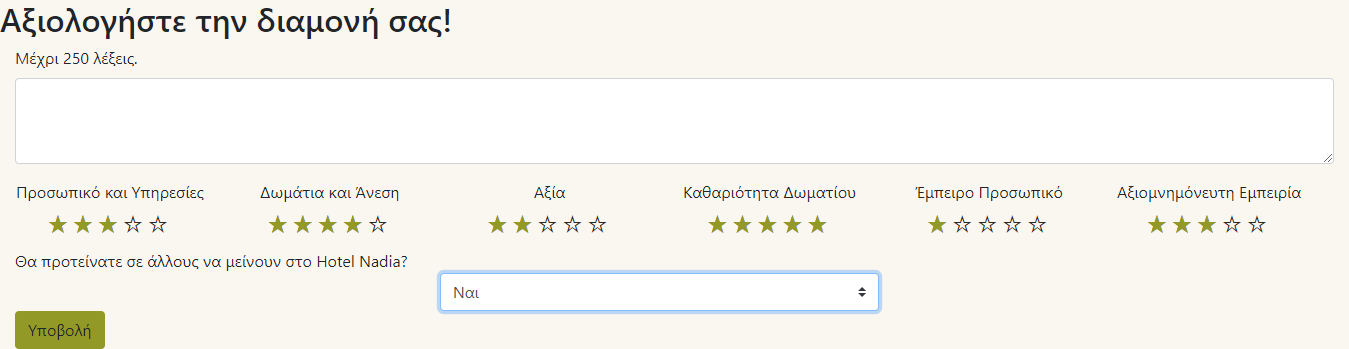 Αξιολογήστε την διαμονή σας!
Μέχρι 250 λέξεις.
Προσωπικό και Υπηρεσίες Δωμάτια και Άνεση Αξία Καθαριότητα Δωματίου Έμπειρο Προσωπικό Αξιομνημόνευτη Εμπειρία
Θα προτείνατε σε άλλους να μείνουν στο Hotel Nadia?
Ναι
Υποβολή